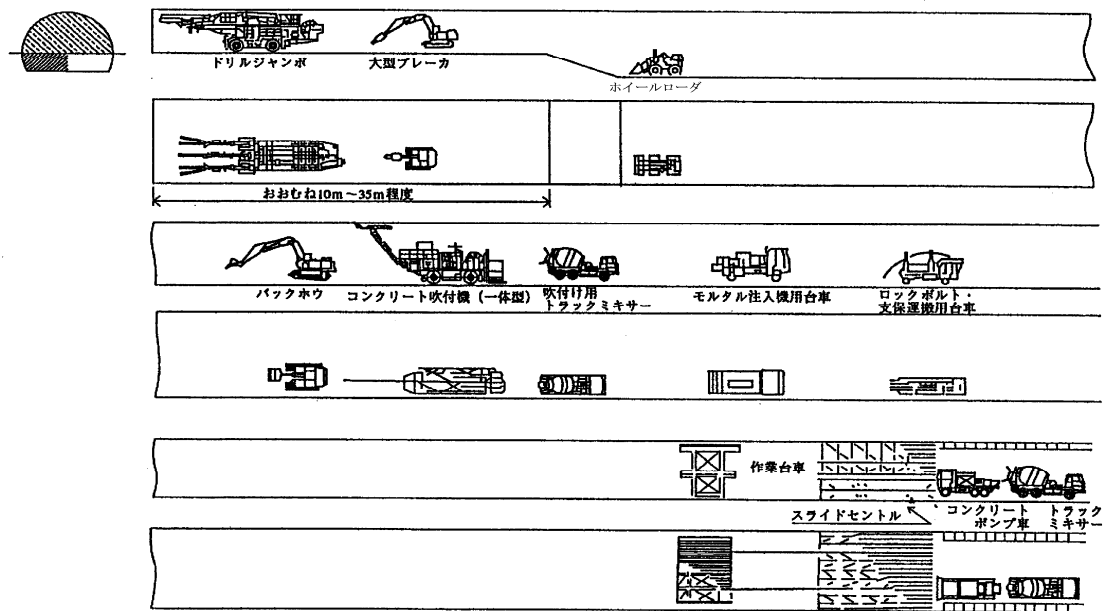 ドリルジャンボ
大型ブレーカ
ホイールローダ
おおむね10m~35m程度
バックホウ
コンクリート吹付機(一体型)
吹付け用
トラックミキサー
モルタル注入機用台車
ロックボルト・
支保運搬用台車
作業台車
スライドセントル
コンクリート
ポンプ車
トラック
ミキサー